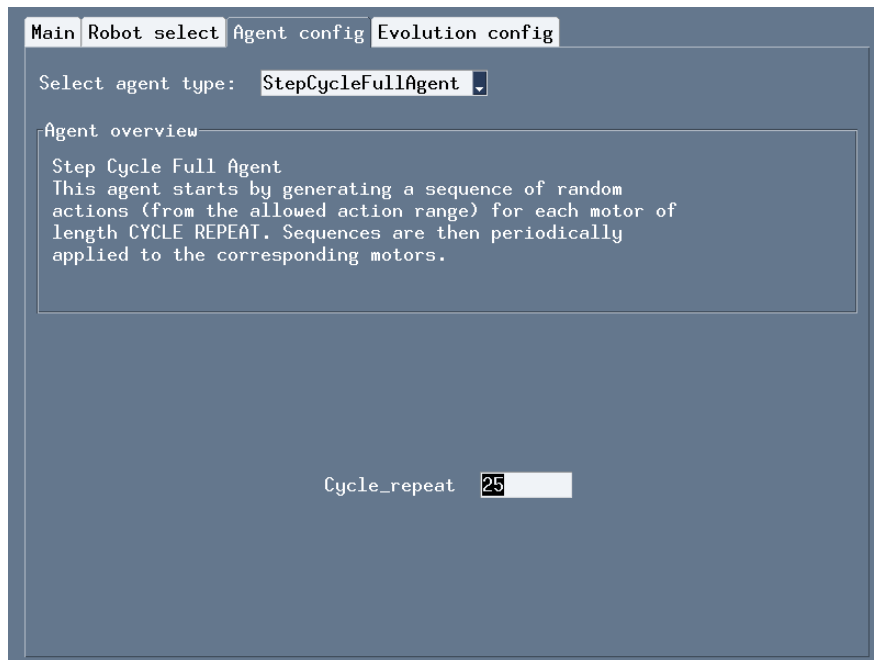 Main Robot select Agent config Evolution config
Select agent type: StepCycleFullAgent
Agent overview
Step Cycle Full Agent
This agent starts by generating a sequence of random
actions (from the allowed action range) for each motor of
length CYCLE REPEAT. Sequences are then periodically
applied to the corresponding motors.
Cycle_repeat 25